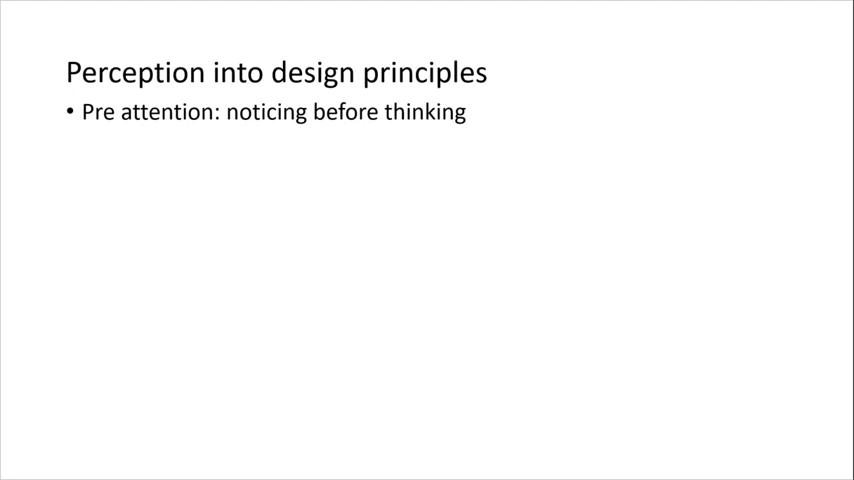 Perception into design principles
• Pre attention: noticing before thinking